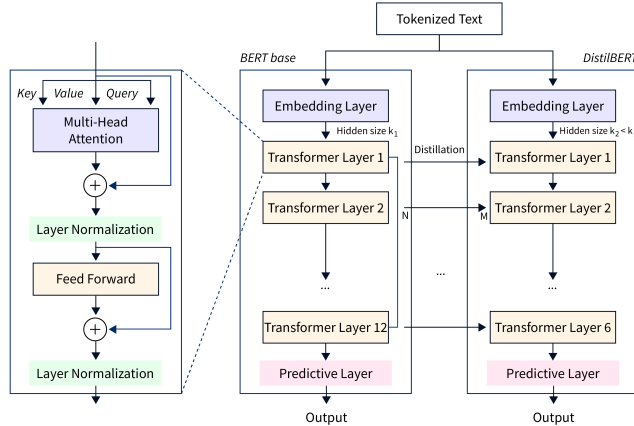 Tokenized Text
BERT base
DistilBERT
Key Value Query
Multi-Head
Attention
Layer Normalization
Feed Forward
Layer Normalization
Embedding Layer
Hidden size k1
Transformer Layer 1
Transformer Layer 2
...
Transformer Layer 12
Predictive Layer
Output
Distillation
N
M
...
Embedding Layer
Hidden size k2 < k
Transformer Layer 1
Transformer Layer 2
...
Transformer Layer 6
Predictive Layer
Output